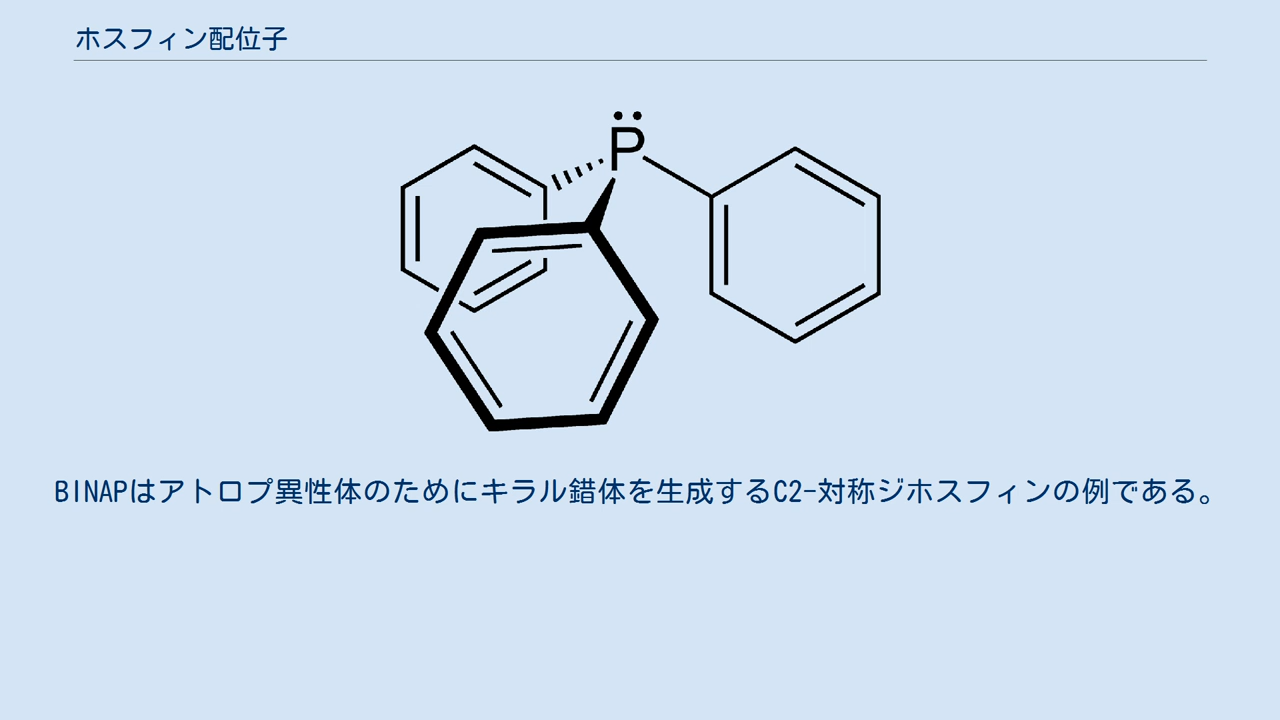 ホスフィン配位子
P
BINAPはアトロプ異性体のためにキラル錯体を生成するC2-対称ジホスフィンの例である。